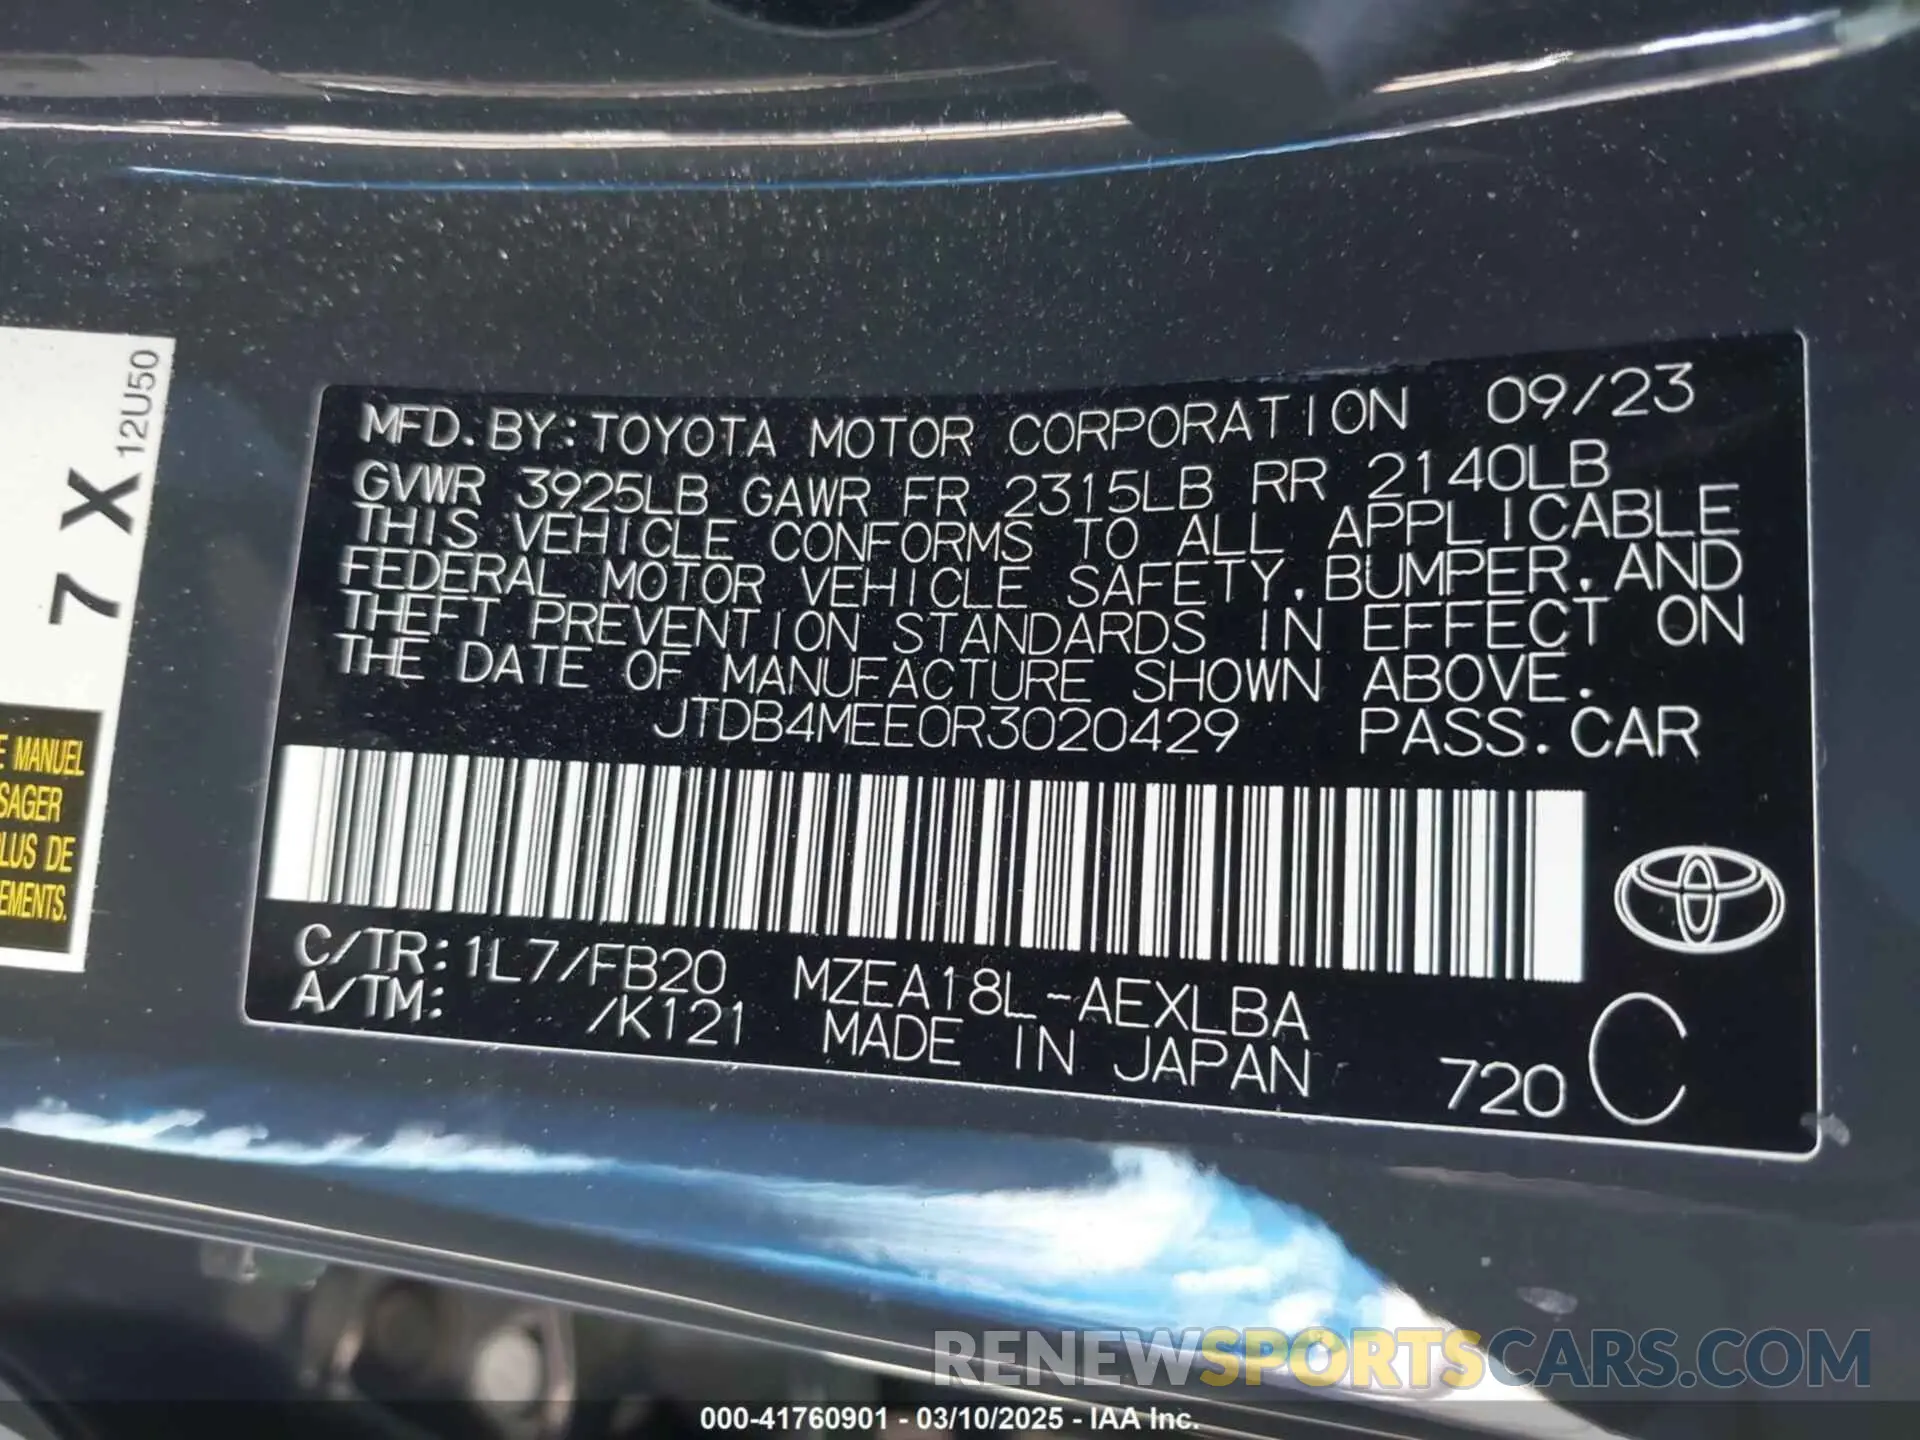 12U50
7 X
E MANUEL
SAGER
LUS DE
EMENTS.
MFD. BY: TOYOTA MOTOR CORPORATION 09/23
GVWR 3925LB GAWR FR 2315LB RR 2140LB
THIS VEHICLE CONFORMS TO ALL APPLICABLE
FEDERAL MOTOR VEHICLE SAFETY, BUMPER, AND
THEFT PREVENTION STANDARDS IN EFFECT ON
THE DATE OF MANUFACTURE SHOWN ABOVE.
JTDB4MEE0R3020429 PASS. CAR
C/TR: 1L7/FB20 MZEA18L-AEXLBA
A/TM: /K121 MADE IN JAPAN 720 C
RENEWSPORTSCARS.COM
000-41760901 - 03/10/2025 - IAA Inc.